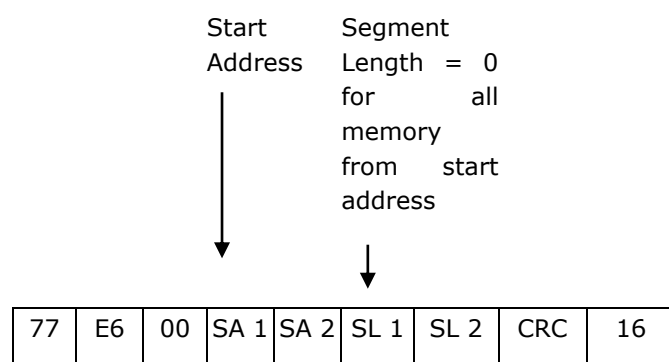 Start
Address
Segment
Length = 0
for all
memory
from start
address
77 E6 00 SA 1 SA 2 SL 1 SL 2 CRC 16